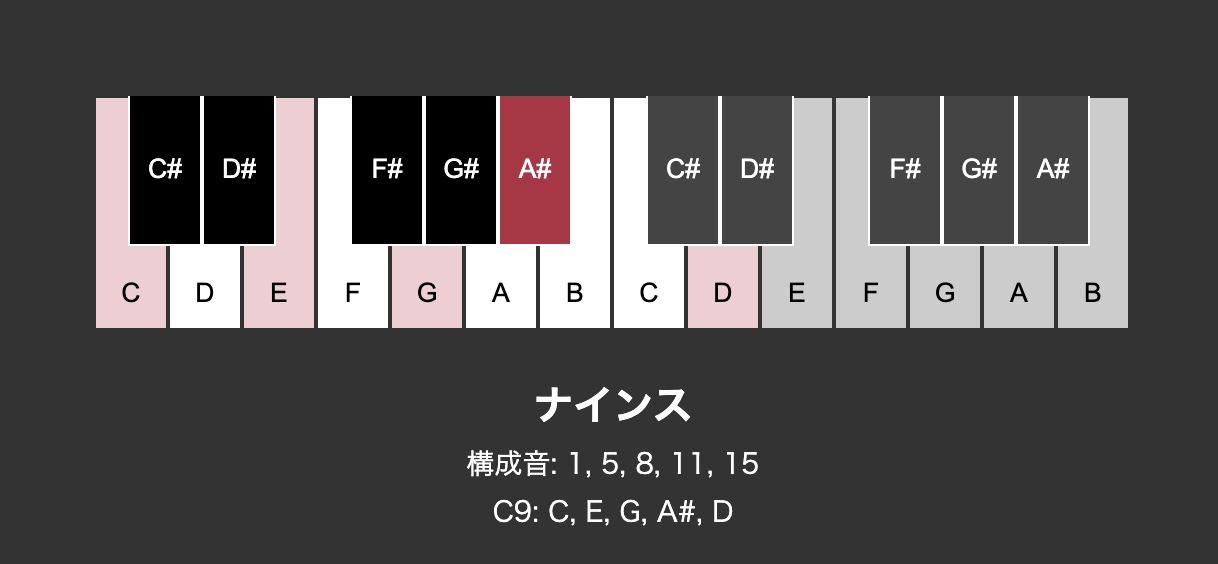 C# D# F# G# A# C# D# F# G# A#
C D E F G A B C D E F G A B
ナインス
構成音: 1, 5, 8, 11, 15
C9: C, E, G, A#, D